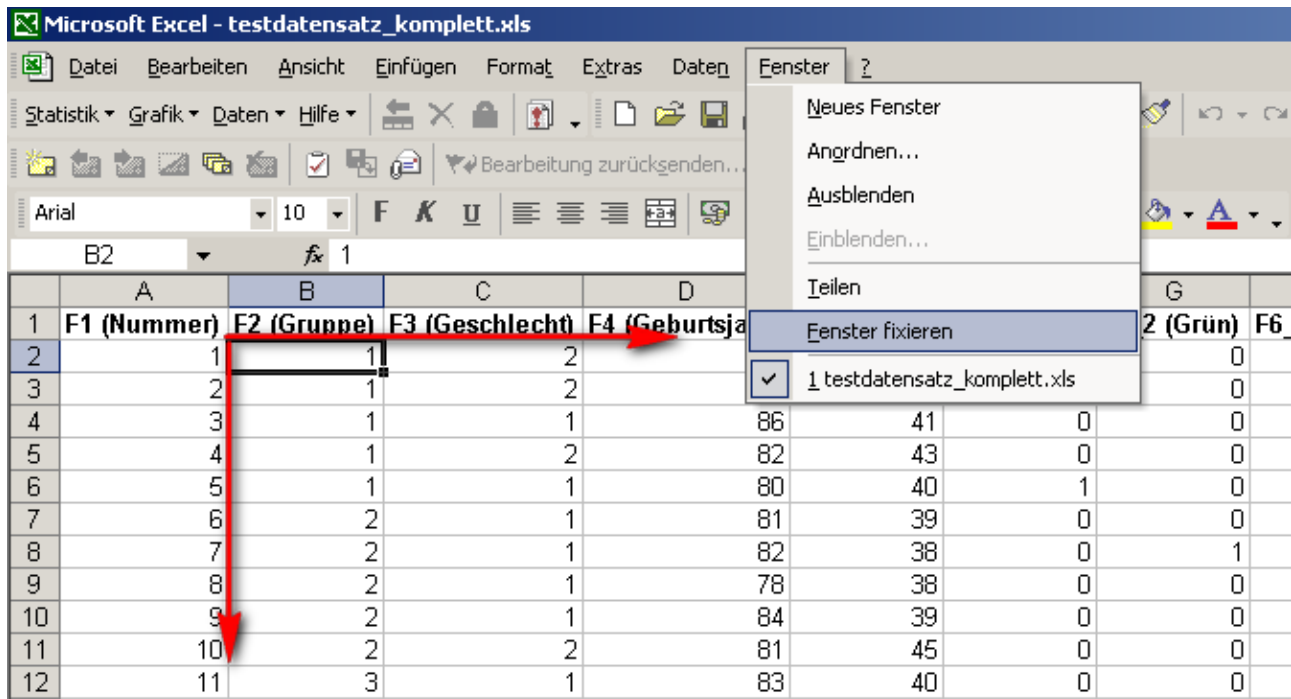 Microsoft Excel - testdatensatz_komplett.xls
Datei Bearbeiten Ansicht Einfügen Format Extras Daten Fenster ?
Statistik Grafik Daten Hilfe
Bearbeitung zurücksenden...
Arial 10 F K U
B2 fx 1
Neues Fenster
Anordnen...
Ausblenden
Einblenden...
Teilen
Fenster fixieren
1 testdatensatz_komplett.xls
A B C D G
1 F1 (Nummer) F2 (Gruppe) F3 (Geschlecht) F4 (Geburtsja 2 (Grün) F6_
2 1 1 2 0
3 2 1 2 0
4 3 1 1 86 41 0 0
5 4 1 2 82 43 0 0
6 5 1 1 80 40 1 0
7 6 2 1 81 39 0 0
8 7 2 1 82 38 0 1
9 8 2 1 78 38 0 0
10 9 2 1 84 39 0 0
11 10 2 2 81 45 0 0
12 11 3 1 83 40 0 0